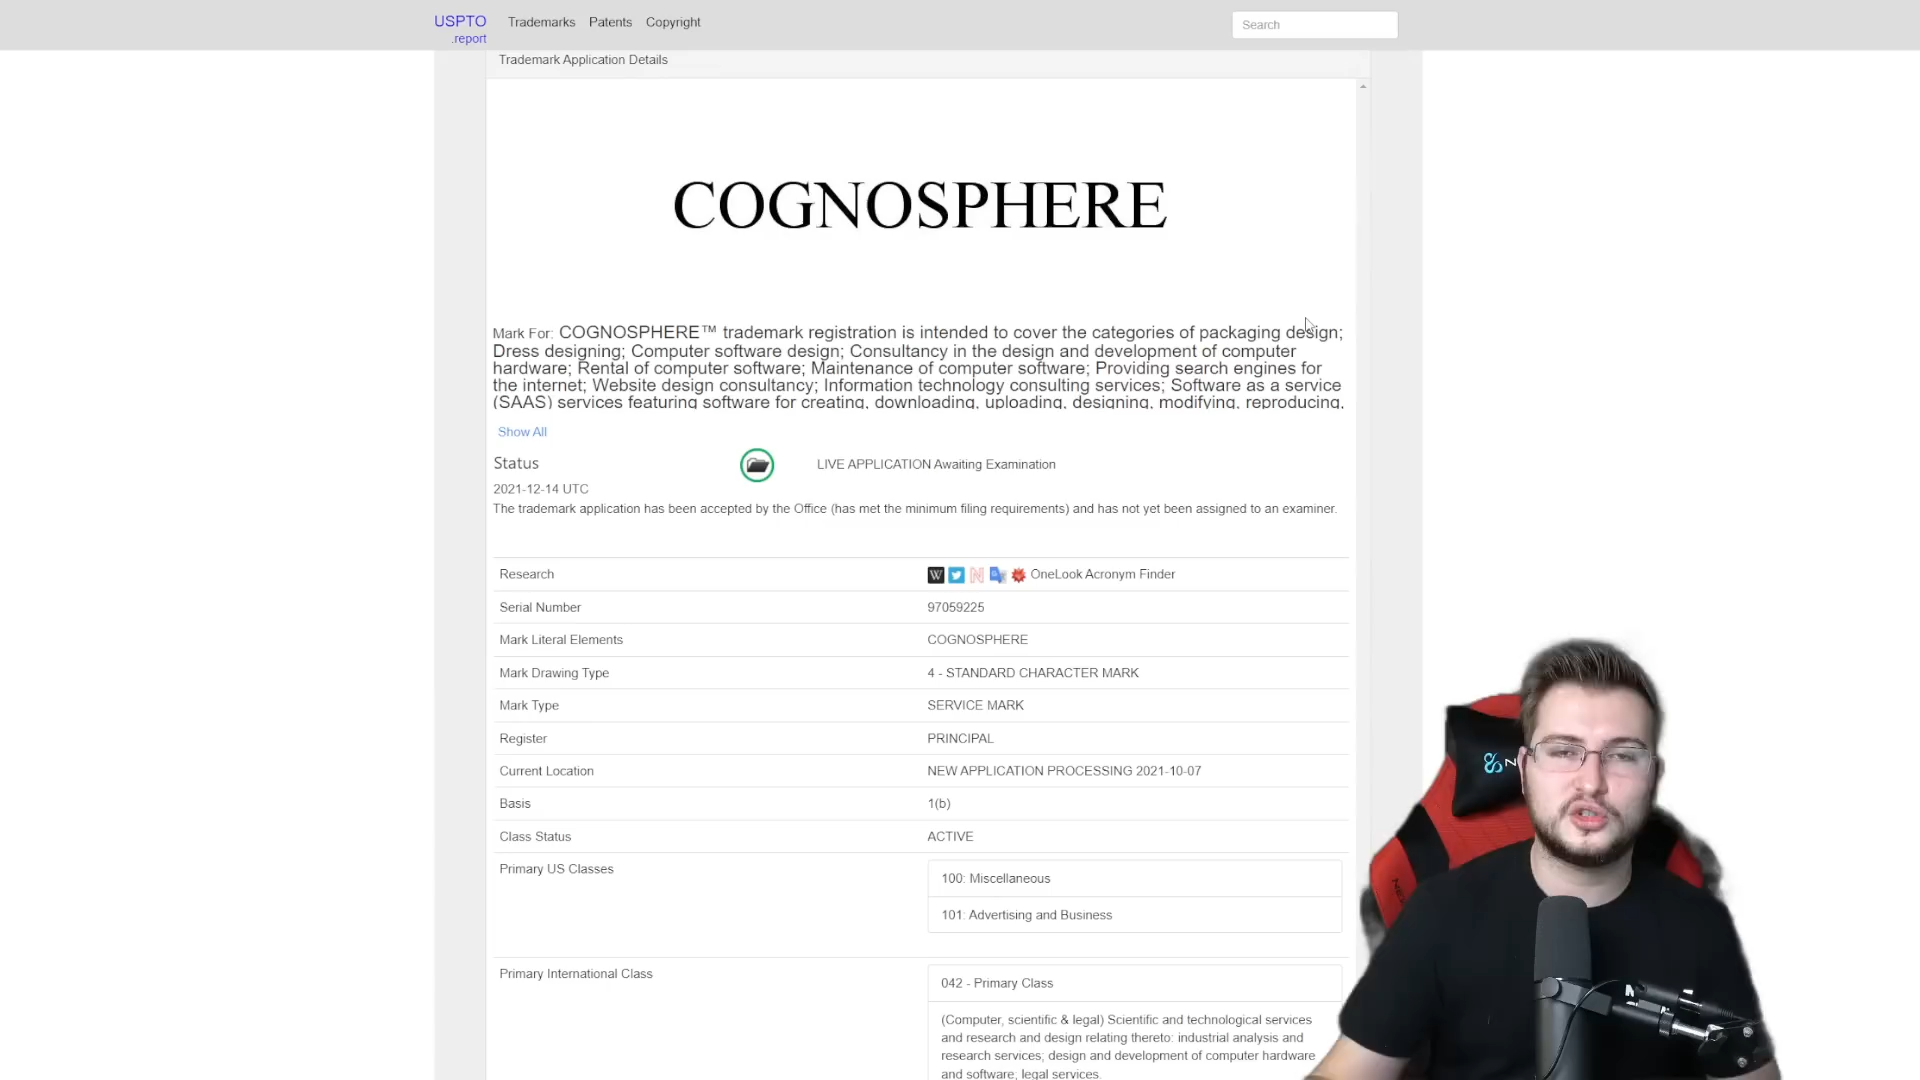 USPTO
.report
Trademarks Patents Copyright
Search
Trademark Application Details
COGNOSPHERE
Mark For: COGNOSPHERE™ trademark registration is intended to cover the categories of packaging design;
Dress designing; Computer software design; Consultancy in the design and development of computer
hardware; Rental of computer software; Maintenance of computer software; Providing search engines for
the internet; Website design consultancy; Information technology consulting services; Software as a service
(SAAS) services featuring software for creating, downloading, uploading, designing, modifying, reproducing,
Show All
Status
LIVE APPLICATION Awaiting Examination
2021-12-14 UTC
The trademark application has been accepted by the Office (has met the minimum filing requirements) and has not yet been assigned to an examiner.
Research W N OneLook Acronym Finder
Serial Number 97059225
Mark Literal Elements COGNOSPHERE
Mark Drawing Type 4 - STANDARD CHARACTER MARK
Mark Type SERVICE MARK
Register PRINCIPAL
Current Location NEW APPLICATION PROCESSING 2021-10-07
Basis 1(b)
Class Status ACTIVE
Primary US Classes
100: Miscellaneous
101: Advertising and Business
Primary International Class
042 - Primary Class
(Computer, scientific & legal) Scientific and technological services
and research and design relating thereto: industrial analysis and
research services; design and development of computer hardware
and software; legal services.